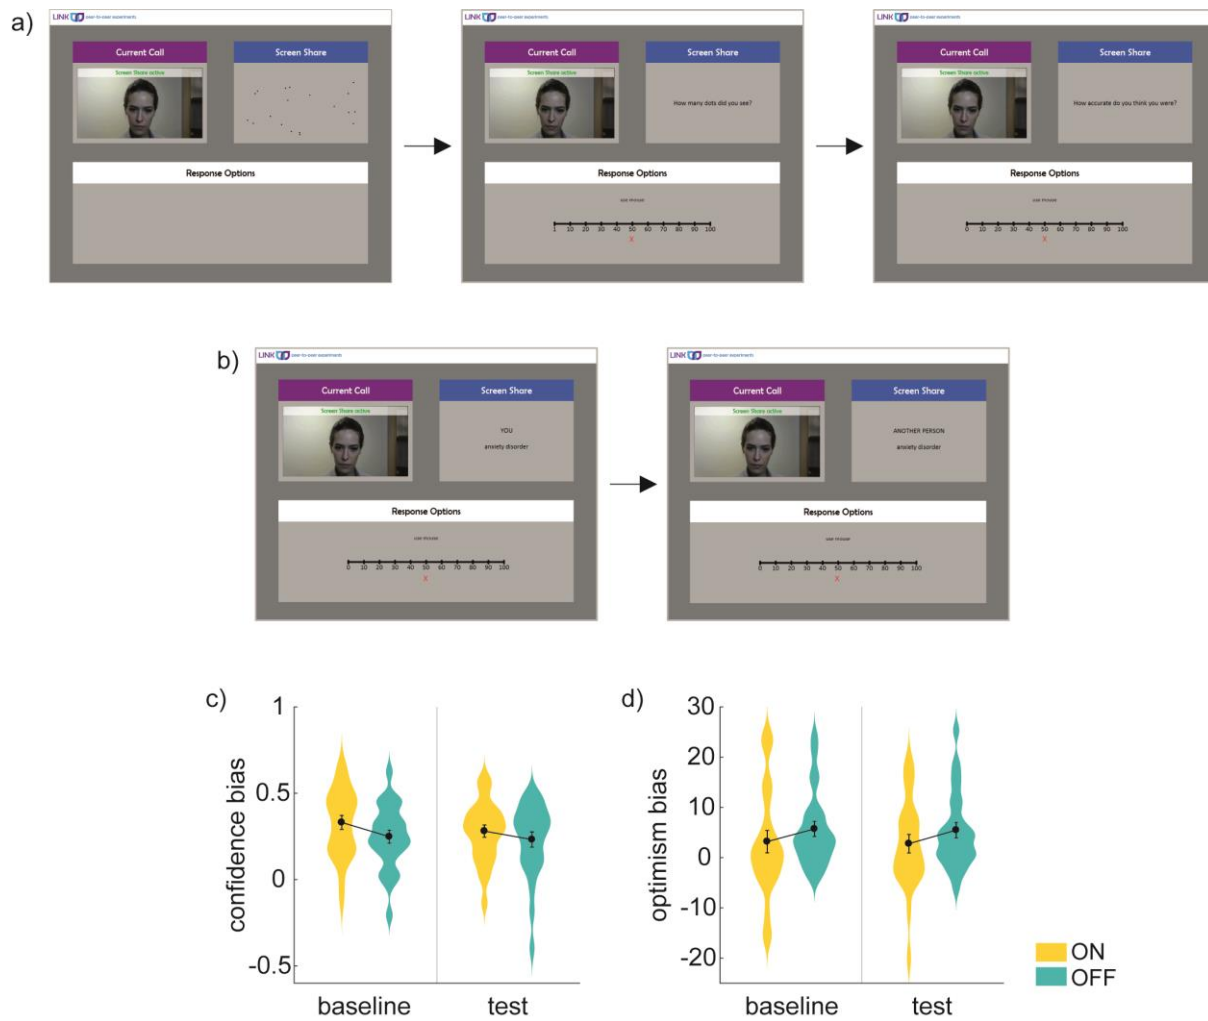 a)
LINK peer-to-peer experiments
Current Call
Screen Share
Screen Share active
Response Options
LINK peer-to-peer experiments
Current Call
Screen Share
Screen Share active
How many dots did you see?
Response Options
use mouse
1 10 20 30 40 50 60 70 80 90 100
X
LINK peer-to-peer experiments
Current Call
Screen Share
Screen Share active
How accurate do you think you were?
Response Options
use mouse
0 10 20 30 40 50 60 70 80 90 100
X
b)
LINK peer-to-peer experiments
Current Call
Screen Share
Screen Share active
YOU
anxiety disorder
Response Options
use mouse
0 10 20 30 40 50 60 70 80 90 100
X
LINK peer-to-peer experiments
Current Call
Screen Share
Screen Share active
ANOTHER PERSON
anxiety disorder
Response Options
use mouse
0 10 20 30 40 50 60 70 80 90 100
X
c)
confidence bias
1
0.5
0
-0.5
baseline test
d)
optimism bias
30
20
10
0
-10
-20
baseline test
ON
OFF